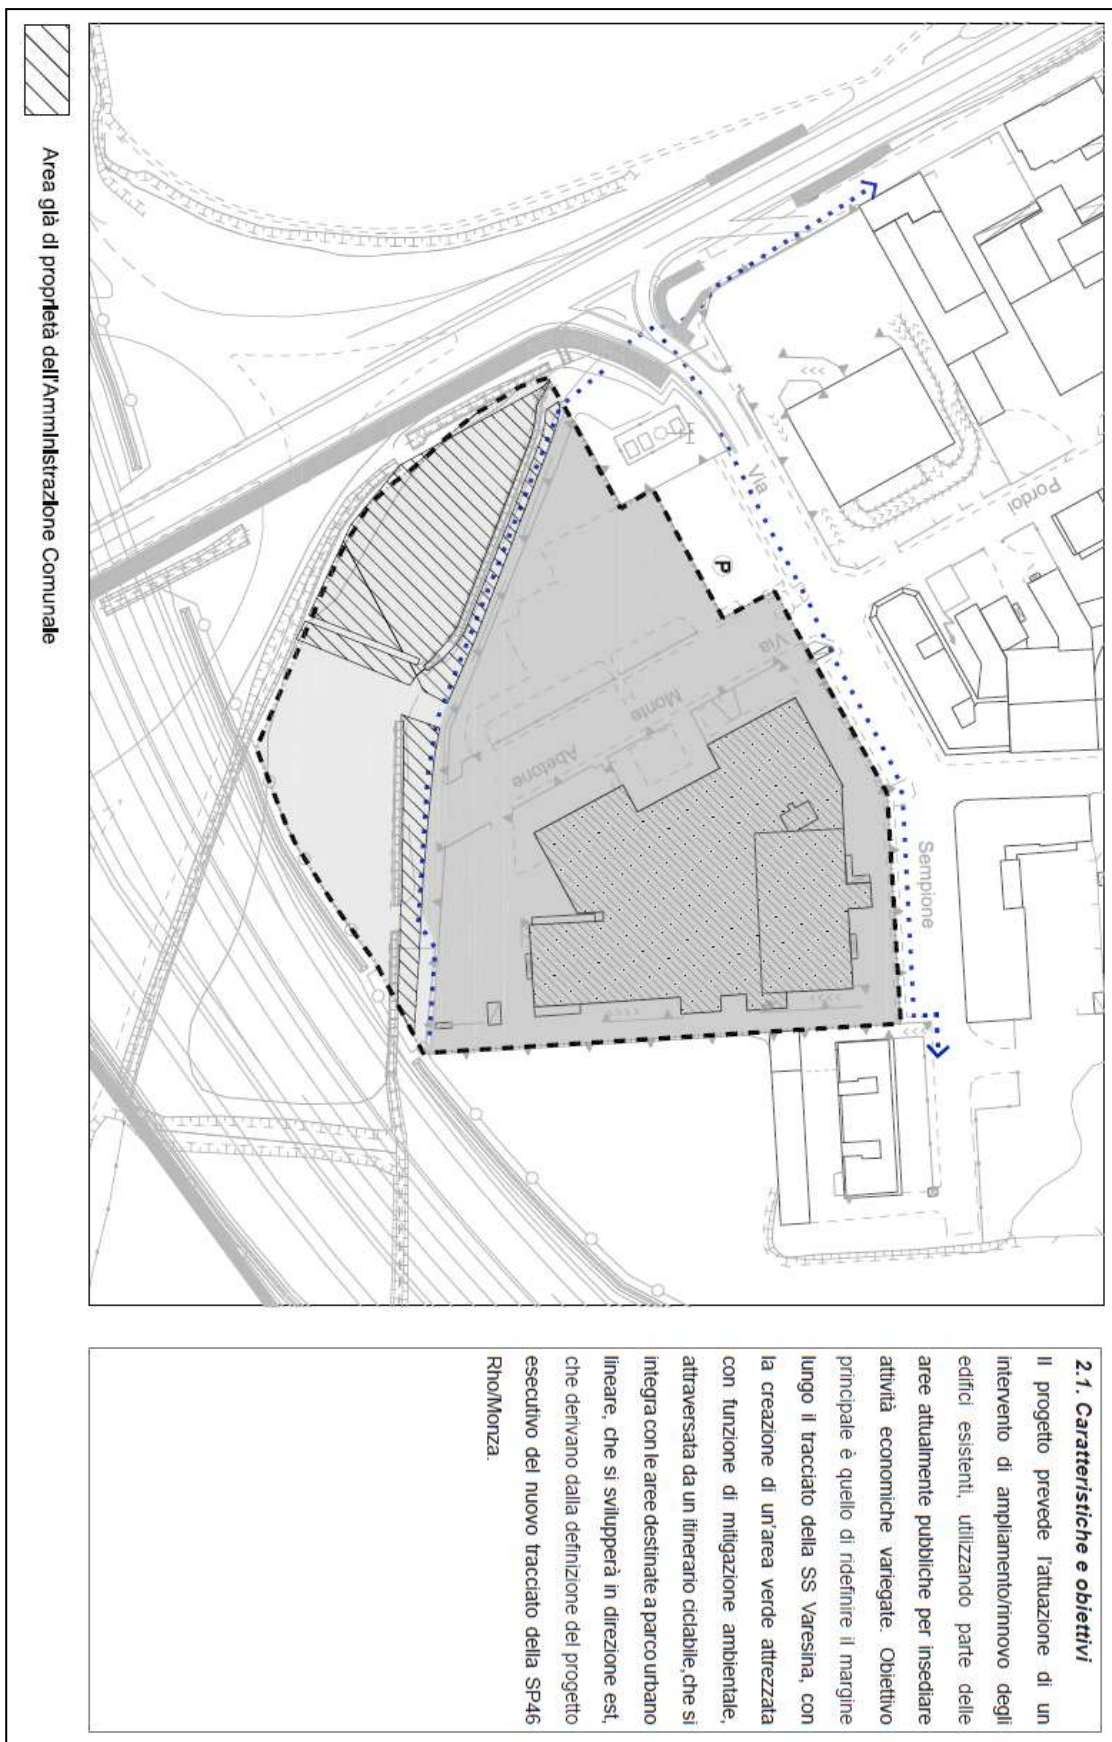 Via
Pordoi
P
Via
Monte
Abetone
Sempione
Area già di proprietà dell'Amministrazione Comunale
2.1. Caratteristiche e obiettivi
Il progetto prevede l'attuazione di un
intervento di ampliamento/rinnovo degli
edifici esistenti, utilizzando parte delle
aree attualmente pubbliche per insediare
attività economiche variegate. Obiettivo
principale è quello di ridefinire il margine
lungo il tracciato della SS Varesina, con
la creazione di un'area verde attrezzata
con funzione di mitigazione ambientale,
attraversata da un itinerario ciclabile, che si
integra con le aree destinate a parco urbano
lineare, che si svilupperà in direzione est,
che derivano dalla definizione del progetto
esecutivo del nuovo tracciato della SP46
Rho/Monza.